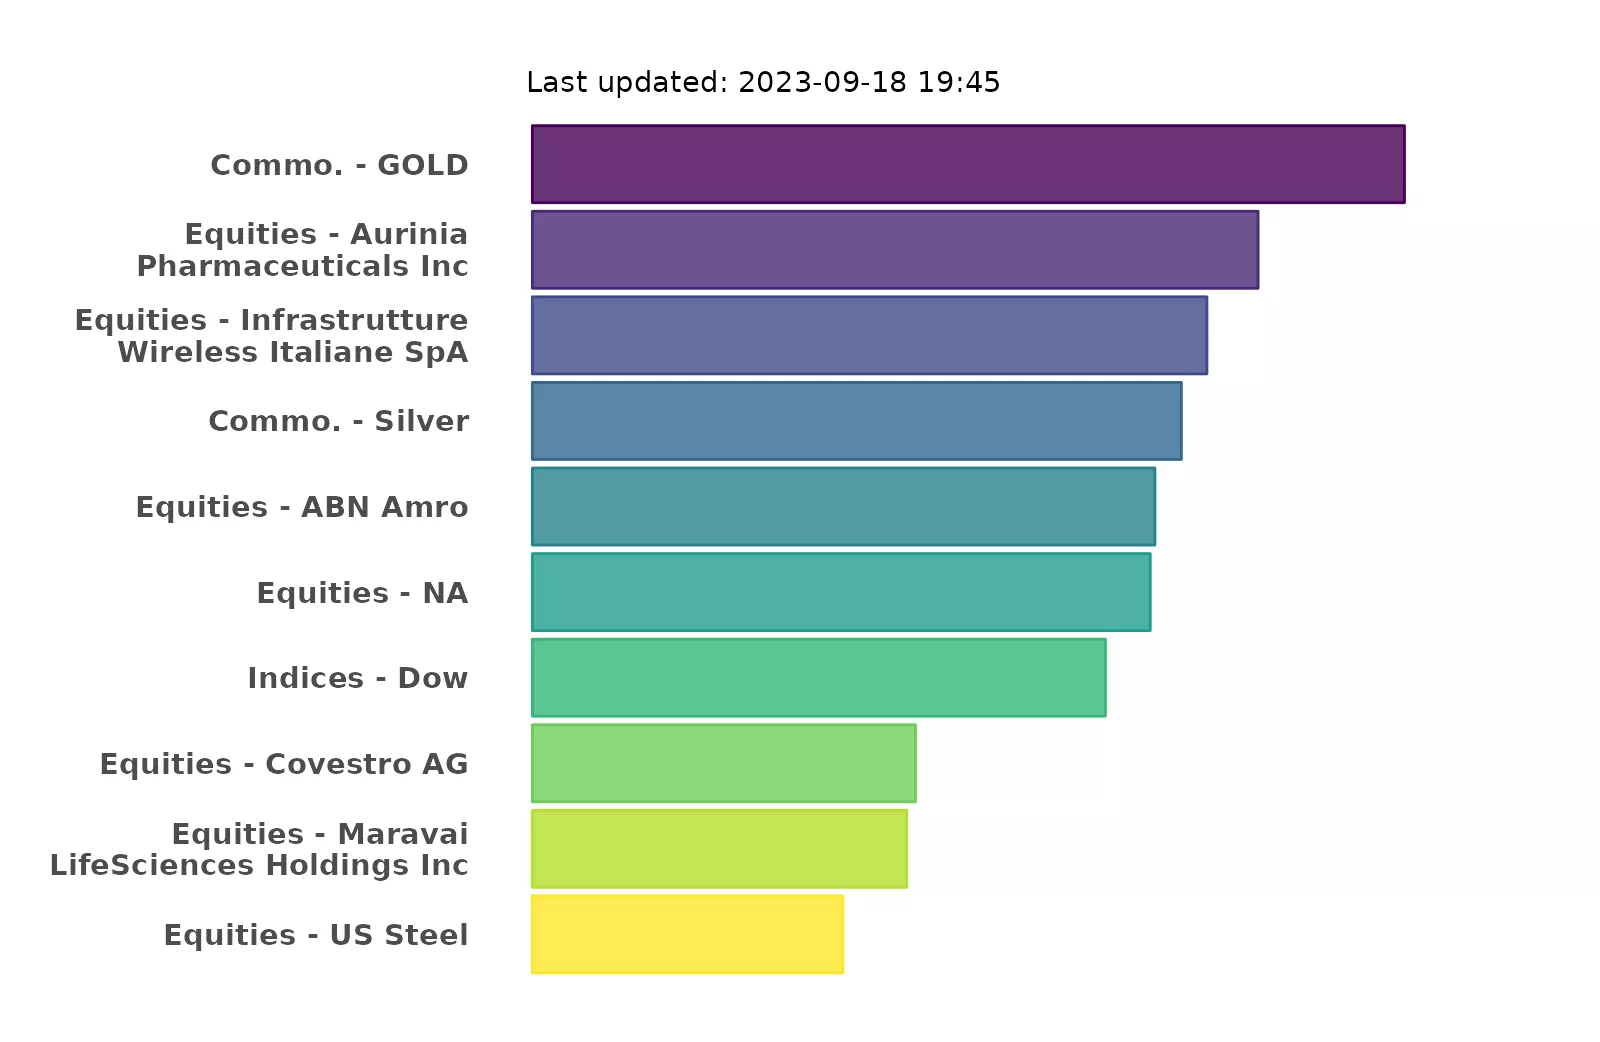 Last updated: 2023-09-18 19:45
Commo. - GOLD
Equities - Aurinia
Pharmaceuticals Inc
Equities - Infrastrutture
Wireless Italiane SpA
Commo. - Silver
Equities - ABN Amro
Equities - NA
Indices - Dow
Equities - Covestro AG
Equities - Maravai
LifeSciences Holdings Inc
Equities - US Steel